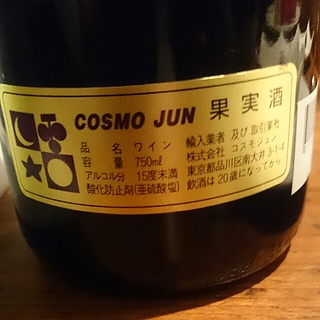 COSMO JUN 果実酒
品名 ワイン
容量 750ml
アルコール分 15度未満
酸化防止剤(亜硫酸塩)
輸入業者 及び 取引業社
株式会社 コスモジュン
東京都品川区南大井3-1-4
飲酒は20歳になってから